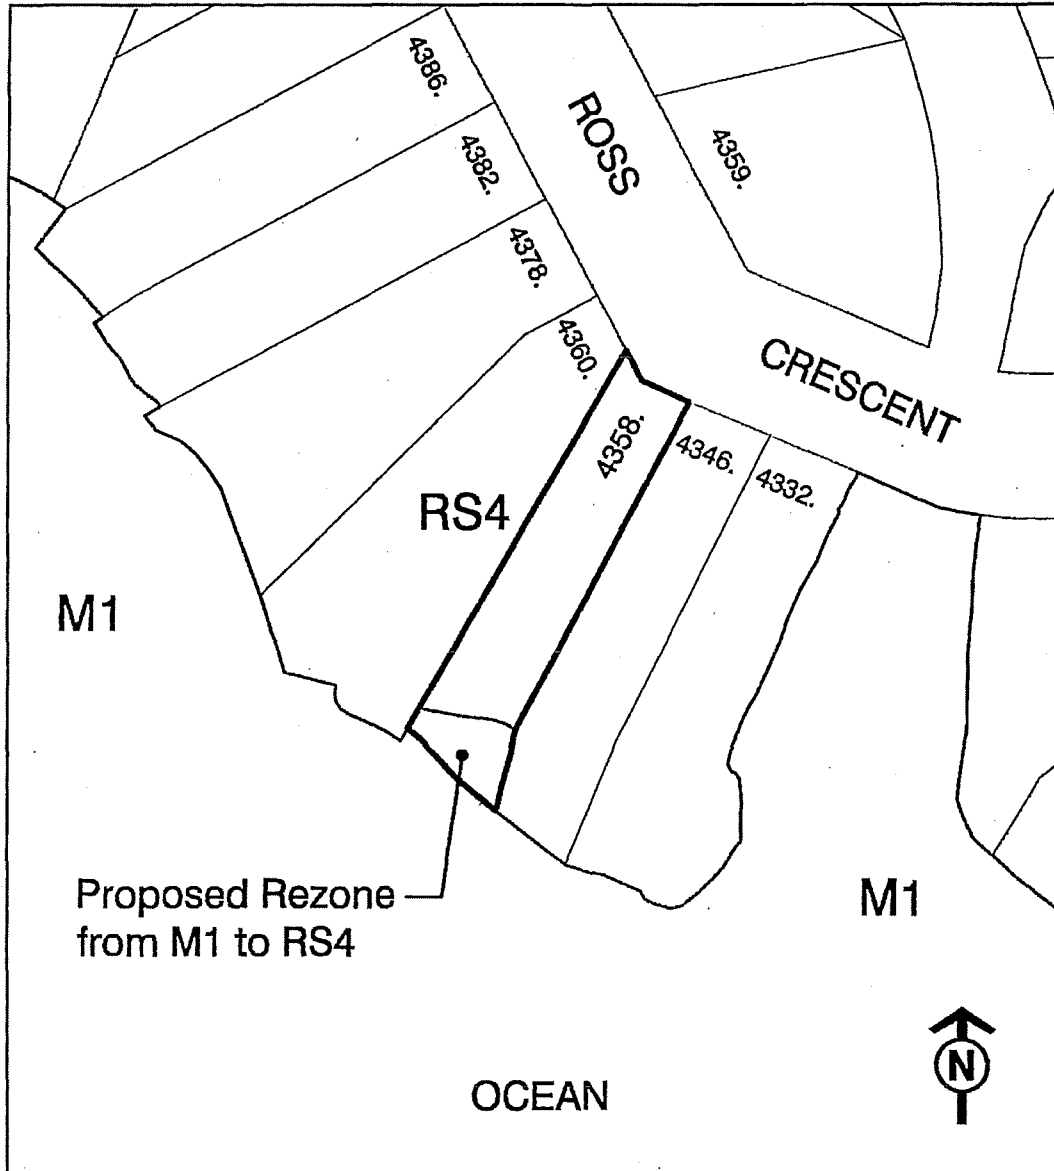 4386.
ROSS
4382.
4359.
4378.
4360.
CRESCENT
4358.
4346.
4332.
RS4
M1
Proposed Rezone
from M1 to RS4
M1
N
OCEAN